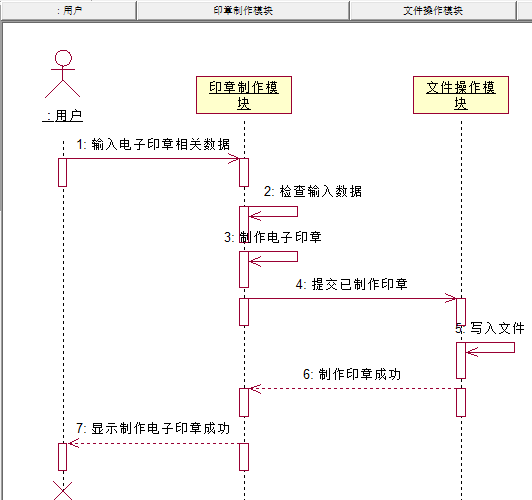 : 用户
印章制作模块
文件操作模块
: 用户
印章制作模
块
文件操作模
块
1: 输入电子印章相关数据
2: 检查输入数据
3: 制作电子印章
4: 提交已制作印章
5: 写入文件
6: 制作印章成功
7: 显示制作电子印章成功